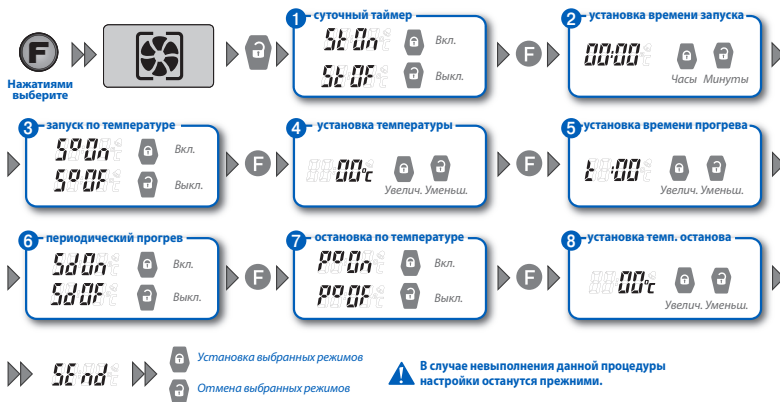 F
Нажатиями
выберите
1 суточный таймер
St On Вкл.
St OF Выкл.
F
2 установка времени запуска
00:00
Часы Минуты
3 запуск по температуре
S°On Вкл.
S°OF Выкл.
F
4 установка температуры
00°c
Увелич. Уменьш.
F
5 установка времени прогрева
t :00
Увелич. Уменьш.
6 периодический прогрев
Sd On Вкл.
Sd OF Выкл.
7 остановка по температуре
PP°On Вкл.
PP°OF Выкл.
F
8 установка темп. останова
00°c
Увелич. Уменьш.
SEnd
Установка выбранных режимов
Отмена выбранных режимов
В случае невыполнения данной процедуры
настройки останутся прежними.